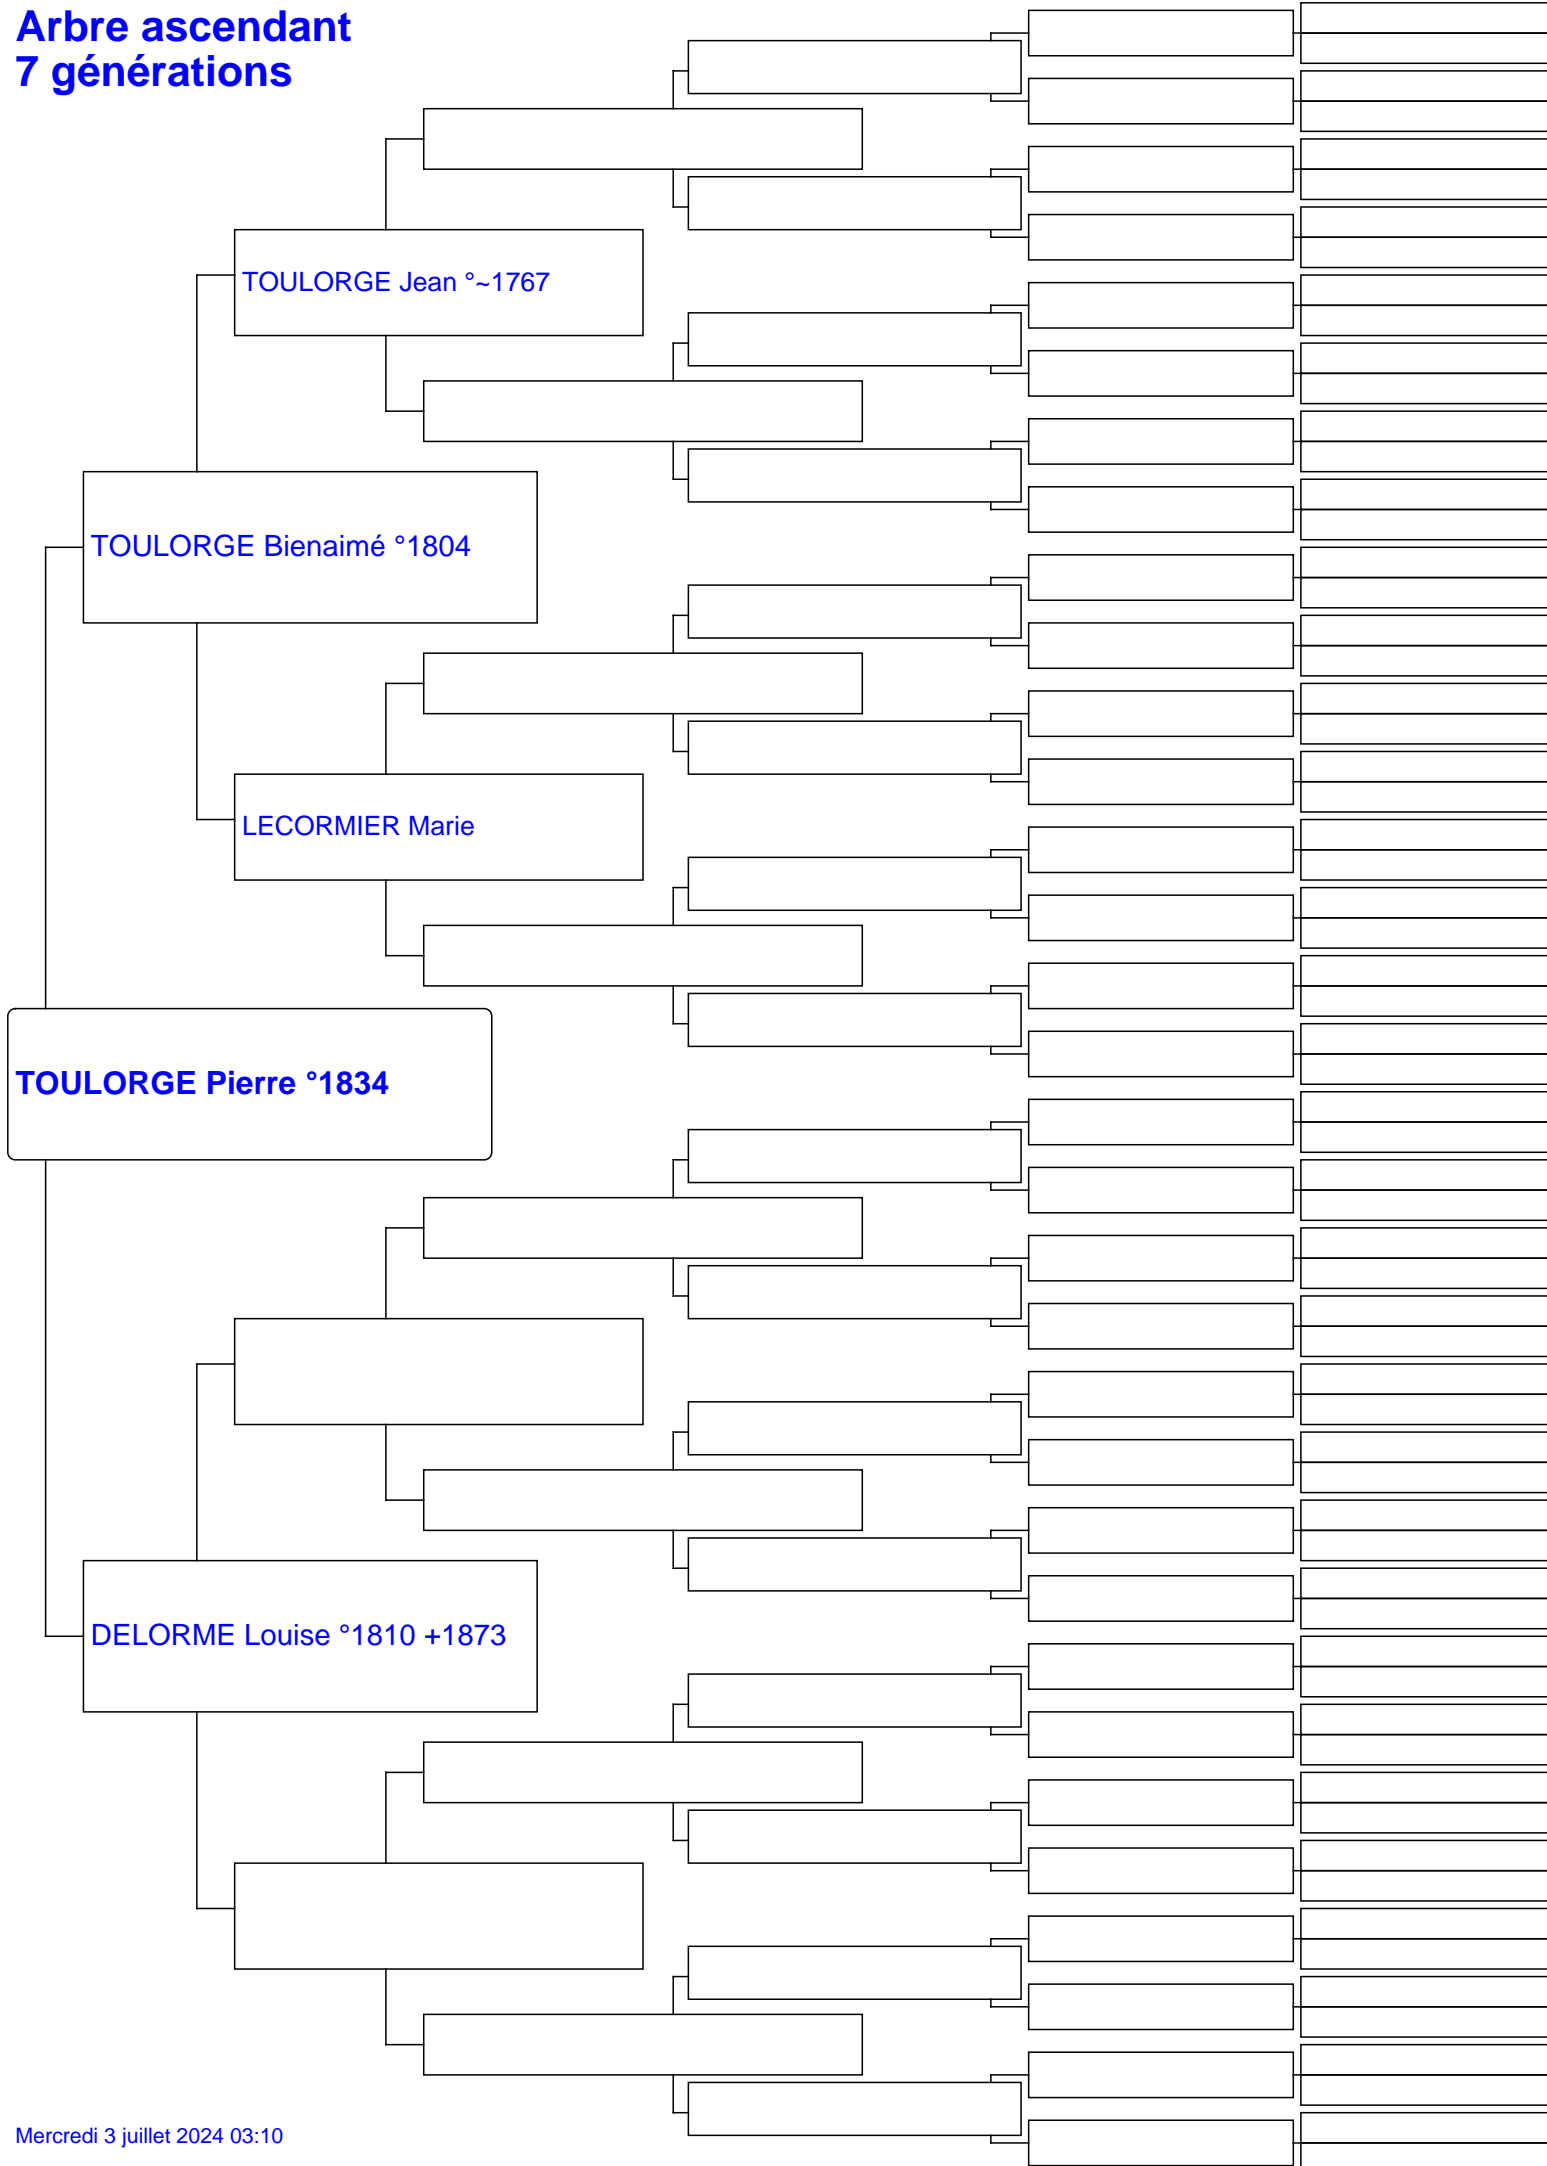 Arbre ascendant
7 générations
TOULORGE Jean °~1767
TOULORGE Bienaimé °1804
LECORMIER Marie
TOULORGE Pierre °1834
DELORME Louise °1810 +1873
Mercredi 3 juillet 2024 03:10